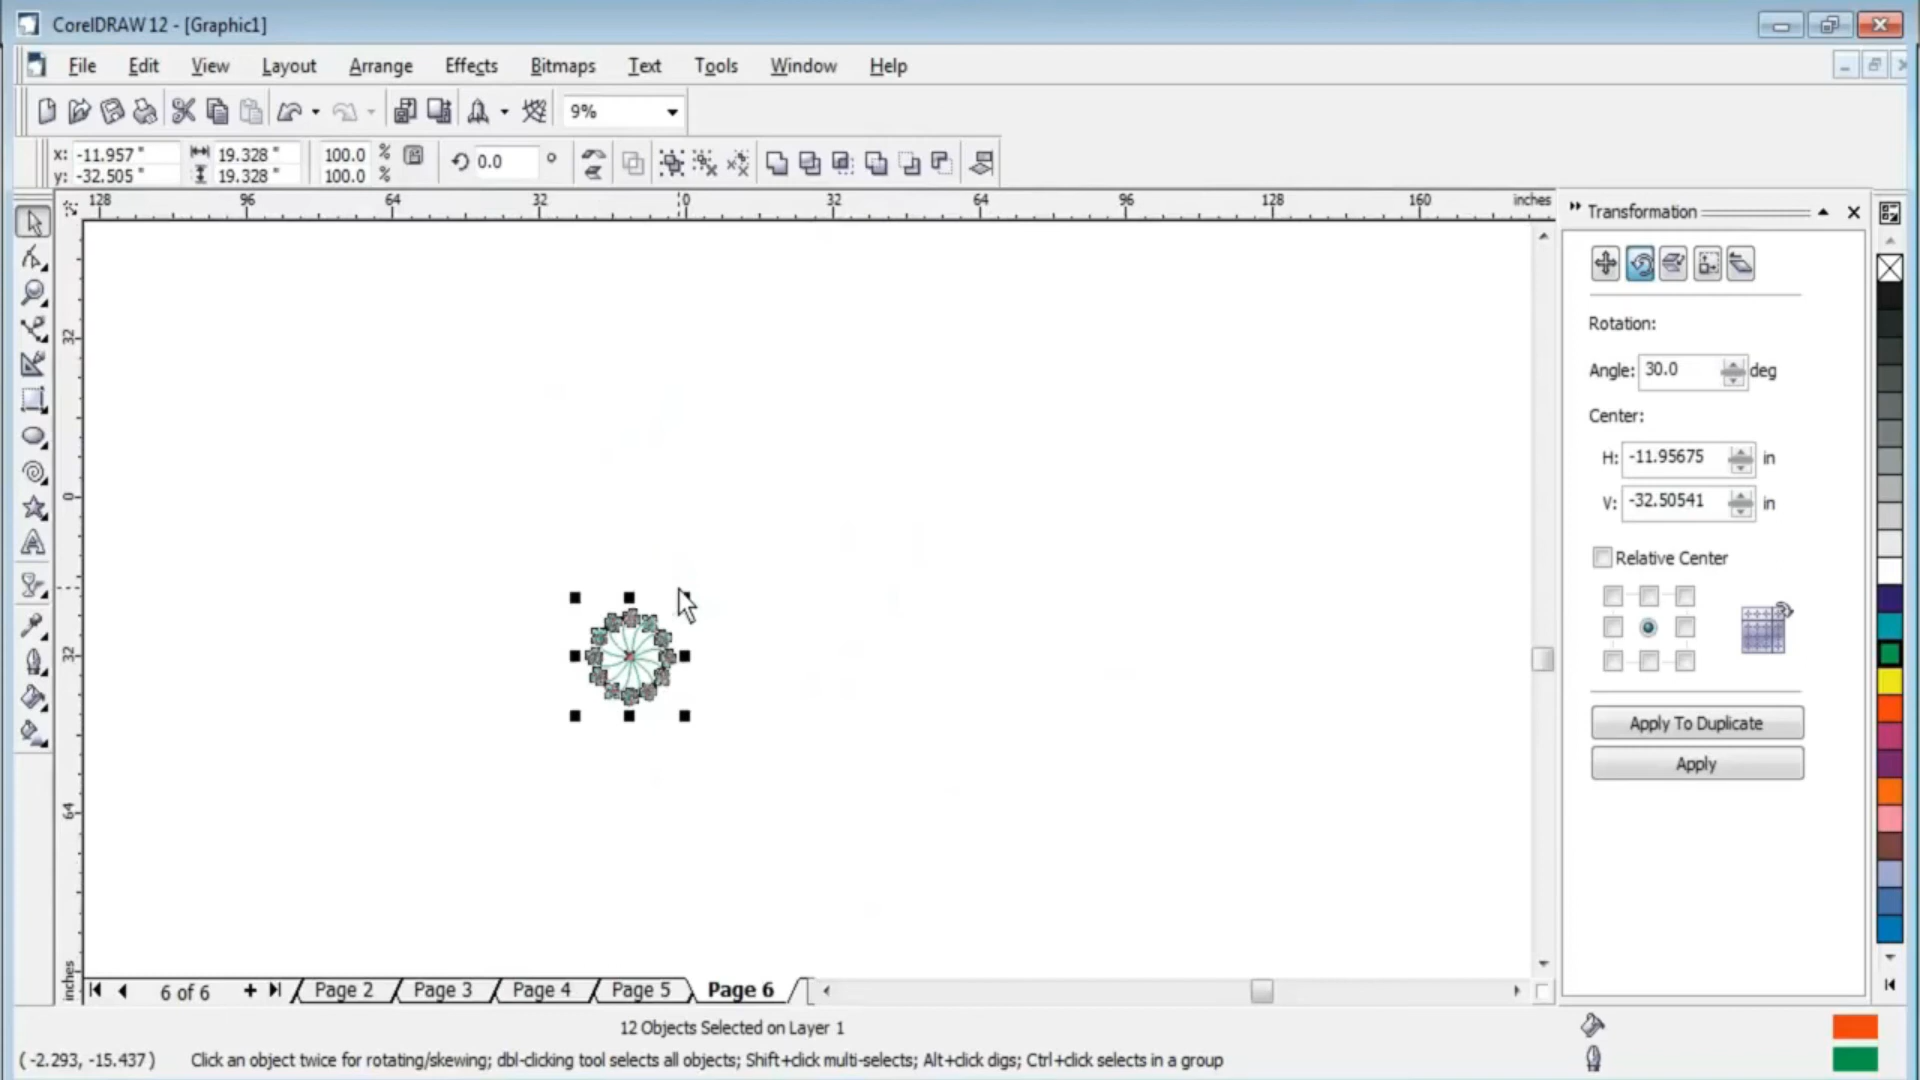 CorelDRAW 12 - [Graphic1]
File Edit View Layout Arrange Effects Bitmaps Text Tools Window Help
9%
x: -11.957 " 19.328 " 100.0 % 0.0 °
y: -32.505 " 19.328 " 100.0 %
128 96 64 32 0 32 64 96 128 160 inches
32
0
32
64
inches
Transformation
Rotation:
Angle: 30.0 deg
Center:
H: -11.95675 in
V: -32.50541 in
Relative Center
Apply To Duplicate
Apply
6 of 6 Page 2 Page 3 Page 4 Page 5 Page 6
12 Objects Selected on Layer 1
( -2.293, -15.437 ) Click an object twice for rotating/skewing; dbl-clicking tool selects all objects; Shift+click multi-selects; Alt+click digs; Ctrl+click selects in a group